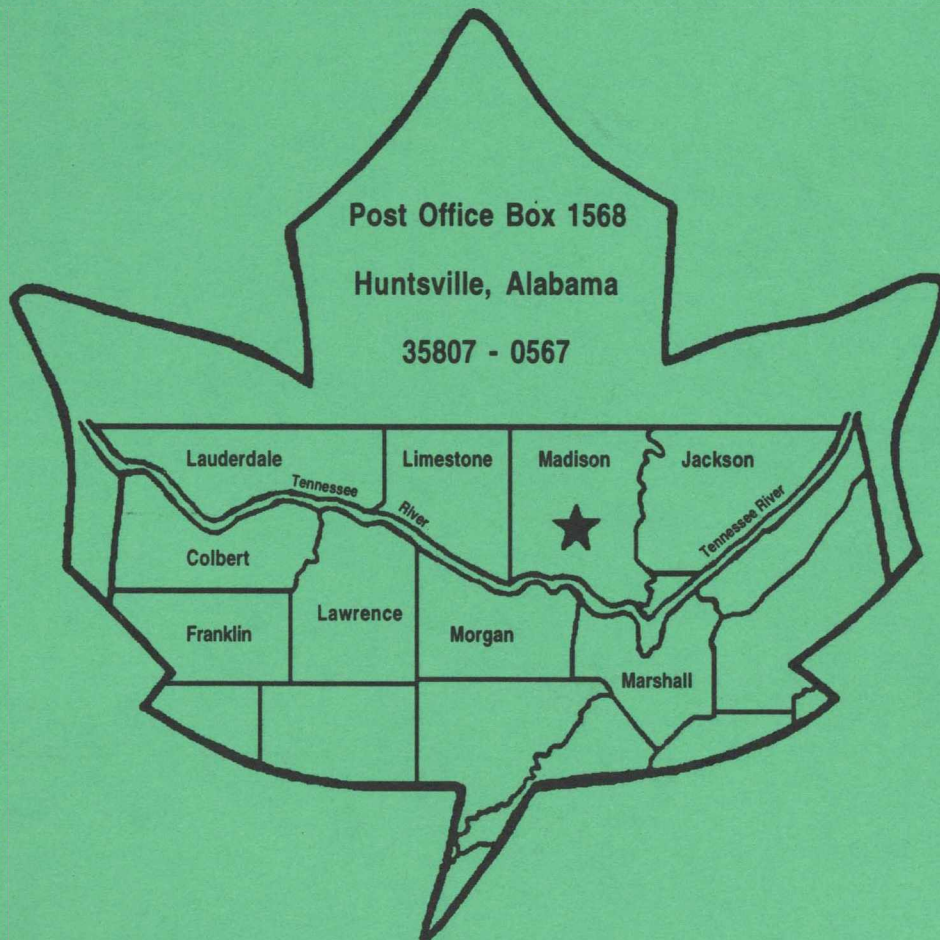 Post Office Box 1568
Huntsville, Alabama
35807 - 0567
Lauderdale
Limestone
Madison
Jackson
Tennessee
River
Tennessee River
Colbert
Lawrence
Franklin
Morgan
Marshall